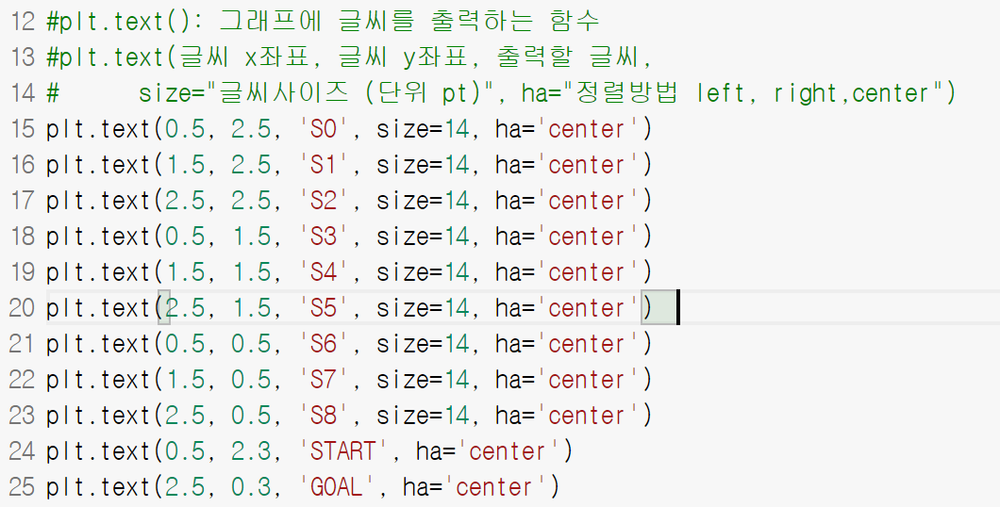 12 #plt.text(): 그래프에 글씨를 출력하는 함수
13 #plt.text(글씨 x좌표, 글씨 y좌표, 출력할 글씨,
14 #      size="글씨사이즈 (단위 pt)", ha="정렬방법 left, right,center")
15 plt.text(0.5, 2.5, 'S0', size=14, ha='center')
16 plt.text(1.5, 2.5, 'S1', size=14, ha='center')
17 plt.text(2.5, 2.5, 'S2', size=14, ha='center')
18 plt.text(0.5, 1.5, 'S3', size=14, ha='center')
19 plt.text(1.5, 1.5, 'S4', size=14, ha='center')
20 plt.text(2.5, 1.5, 'S5', size=14, ha='center')
21 plt.text(0.5, 0.5, 'S6', size=14, ha='center')
22 plt.text(1.5, 0.5, 'S7', size=14, ha='center')
23 plt.text(2.5, 0.5, 'S8', size=14, ha='center')
24 plt.text(0.5, 2.3, 'START', ha='center')
25 plt.text(2.5, 0.3, 'GOAL', ha='center')